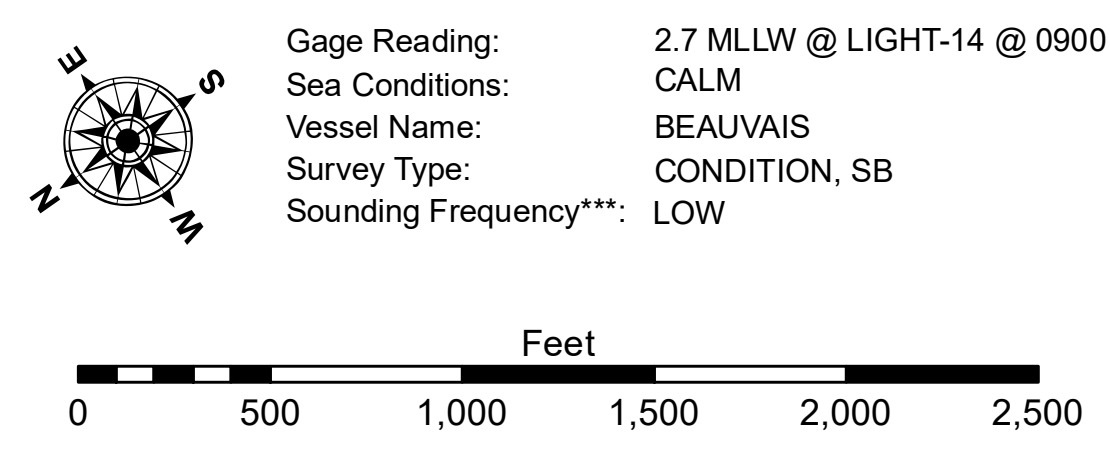 E
S
N
W
Gage Reading: 2.7 MLLW @ LIGHT-14 @ 0900
Sea Conditions: CALM
Vessel Name: BEAUVAIS
Survey Type: CONDITION, SB
Sounding Frequency***: LOW
Feet
0 500 1,000 1,500 2,000 2,500